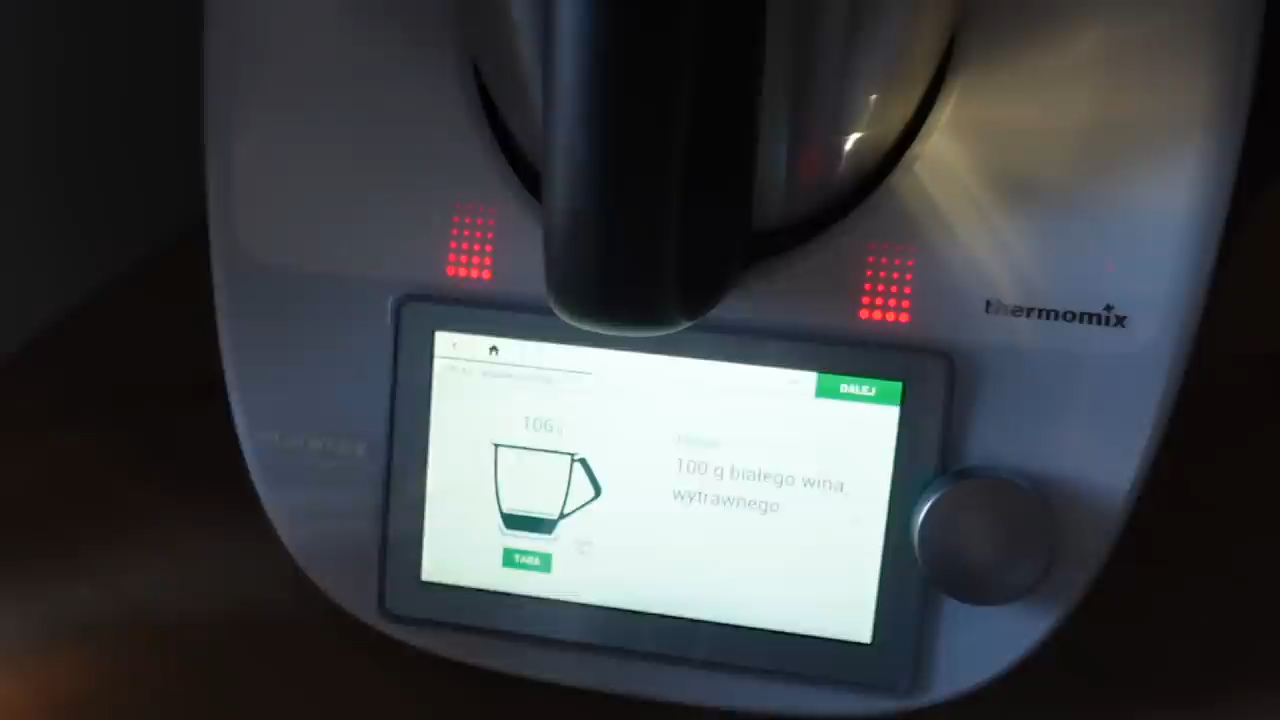 thermomix
DALEJ
106
100 g białego wina
wytrawnego
TARA